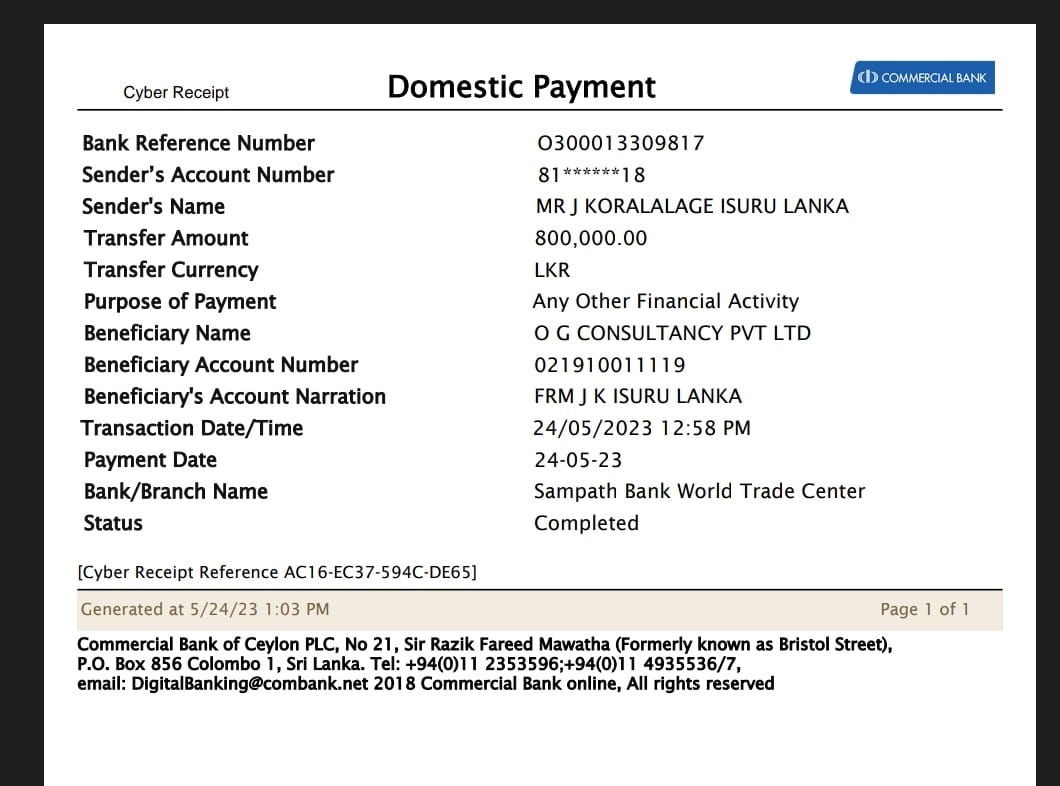 Cyber Receipt
Domestic Payment
COMMERCIAL BANK
Bank Reference Number O300013309817
Sender's Account Number 81******18
Sender's Name MR J KORALALAGE ISURU LANKA
Transfer Amount 800,000.00
Transfer Currency LKR
Purpose of Payment Any Other Financial Activity
Beneficiary Name O G CONSULTANCY PVT LTD
Beneficiary Account Number 021910011119
Beneficiary's Account Narration FRM J K ISURU LANKA
Transaction Date/Time 24/05/2023 12:58 PM
Payment Date 24-05-23
Bank/Branch Name Sampath Bank World Trade Center
Status Completed
[Cyber Receipt Reference AC16-EC37-594C-DE65]
Generated at 5/24/23 1:03 PM Page 1 of 1
Commercial Bank of Ceylon PLC, No 21, Sir Razik Fareed Mawatha (Formerly known as Bristol Street),
P.O. Box 856 Colombo 1, Sri Lanka. Tel: +94(0)11 2353596;+94(0)11 4935536/7,
email: DigitalBanking@combank.net 2018 Commercial Bank online, All rights reserved